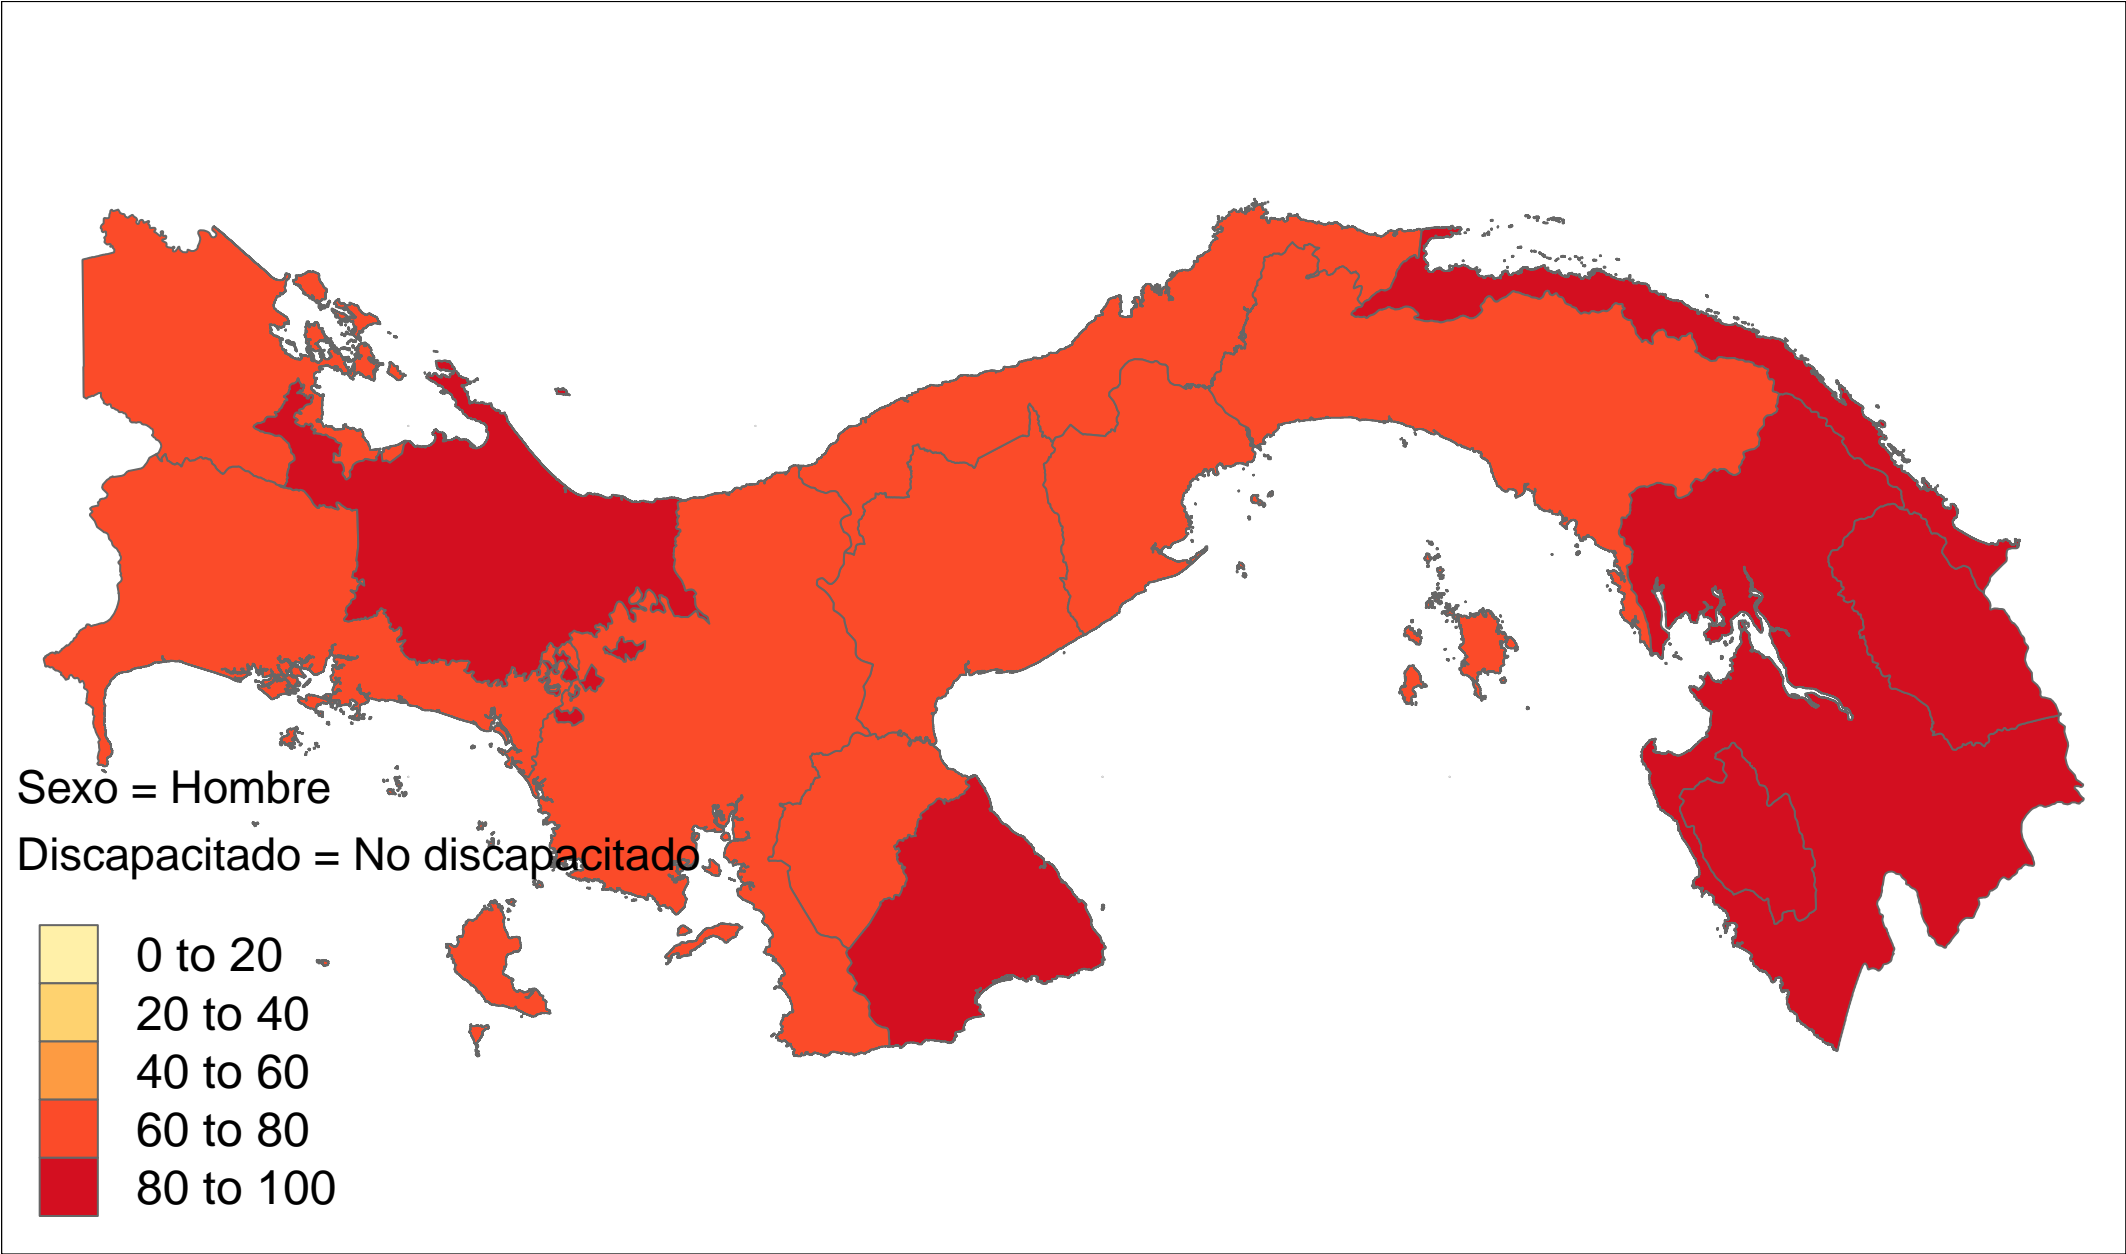 Sexo = Hombre
Discapacitado = No discapacitado
0 to 20
20 to 40
40 to 60
60 to 80
80 to 100